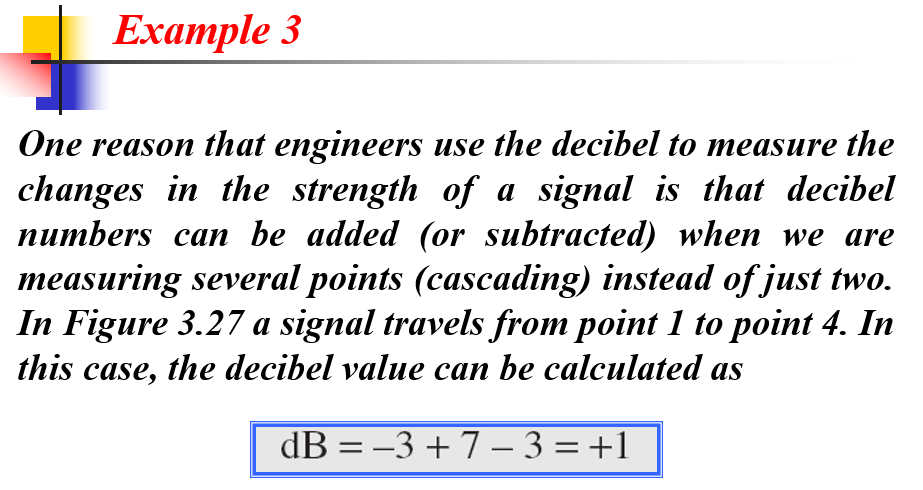 Example 3
One reason that engineers use the decibel to measure the
changes in the strength of a signal is that decibel
numbers can be added (or subtracted) when we are
measuring several points (cascading) instead of just two.
In Figure 3.27 a signal travels from point 1 to point 4. In
this case, the decibel value can be calculated as
dB = –3 + 7 – 3 = +1